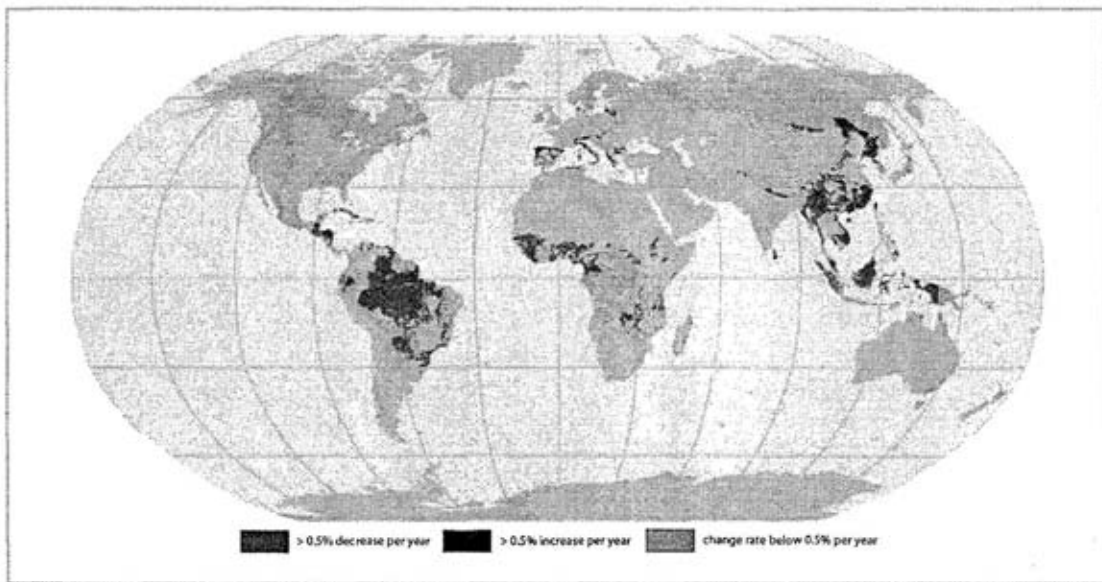 > 0.5% decrease per year > 0.5% increase per year change rate below 0.5% per year